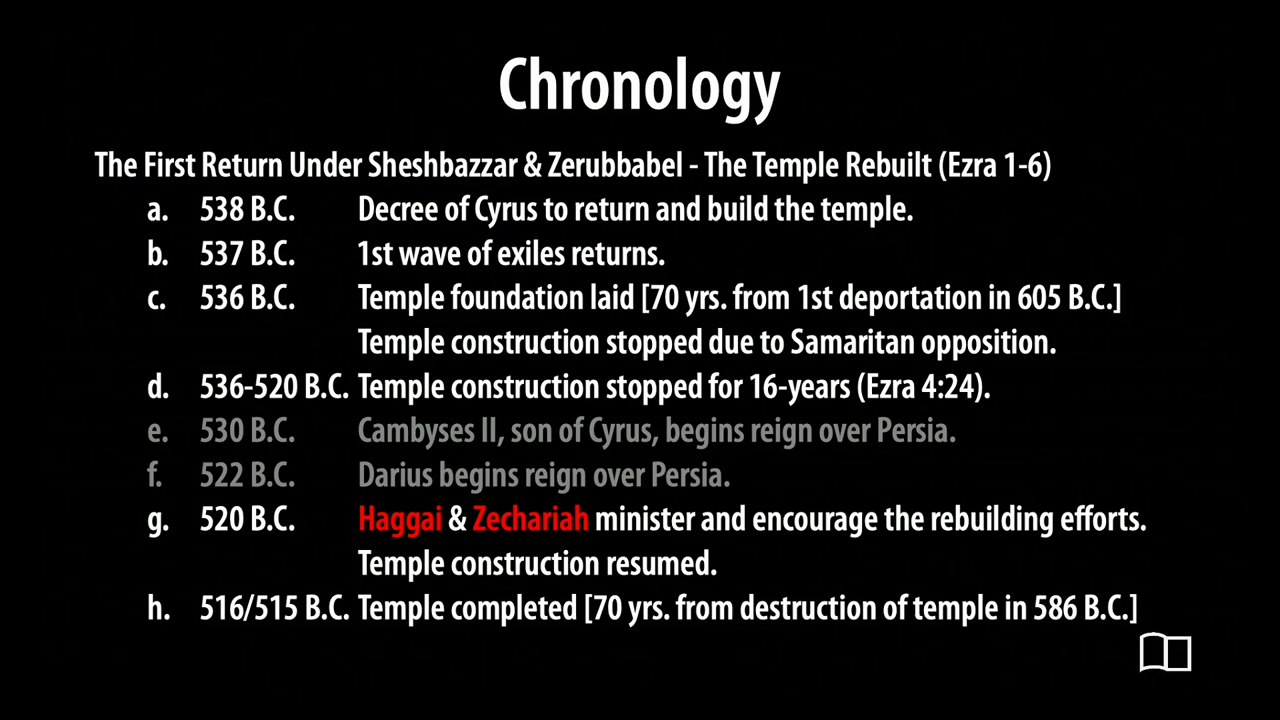 Chronology
The First Return Under Sheshbazzar & Zerubbabel - The Temple Rebuilt (Ezra 1-6)
a. 538 B.C. Decree of Cyrus to return and build the temple.
b. 537 B.C. 1st wave of exiles returns.
c. 536 B.C. Temple foundation laid [70 yrs. from 1st deportation in 605 B.C.]
Temple construction stopped due to Samaritan opposition.
d. 536-520 B.C. Temple construction stopped for 16-years (Ezra 4:24).
e. 530 B.C. Cambyses II, son of Cyrus, begins reign over Persia.
f. 522 B.C. Darius begins reign over Persia.
g. 520 B.C. Haggai & Zechariah minister and encourage the rebuilding efforts.
Temple construction resumed.
h. 516/515 B.C. Temple completed [70 yrs. from destruction of temple in 586 B.C.]